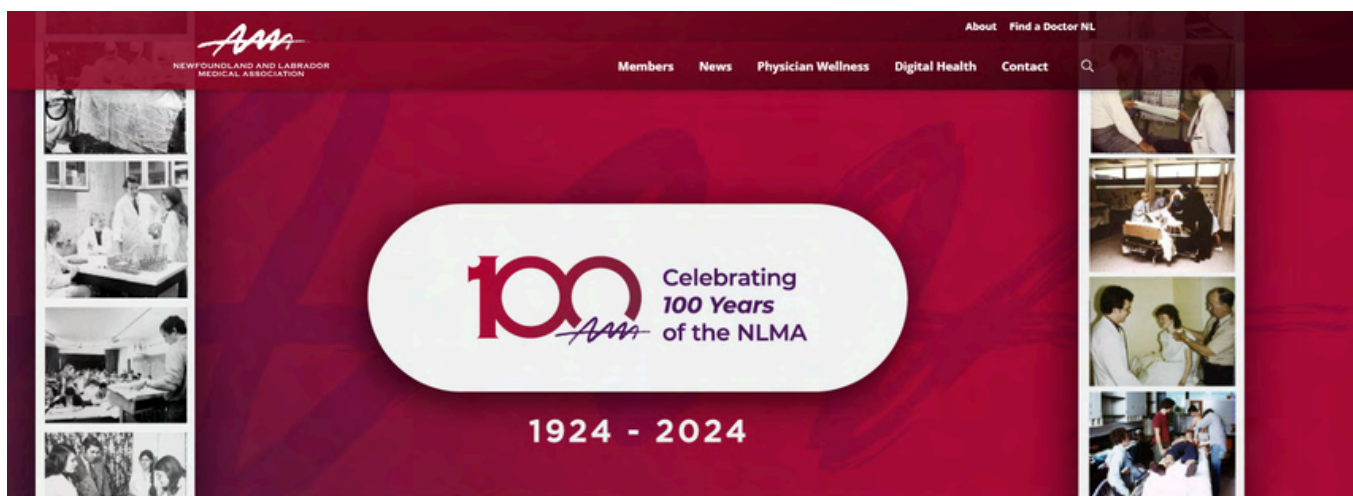 About Find a Doctor NL
NEWFOUNDLAND AND LABRADOR
MEDICAL ASSOCIATION
Members News Physician Wellness Digital Health Contact
100
Celebrating
100 Years
of the NLMA
1924 - 2024